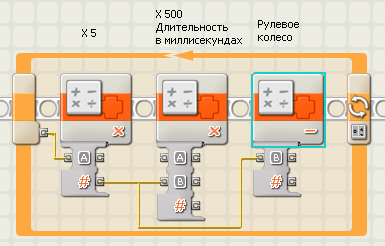 X 5
X 500
Длительность
в миллисекундах
Рулевое
колесо
A
B
#
A
B
#
B
#